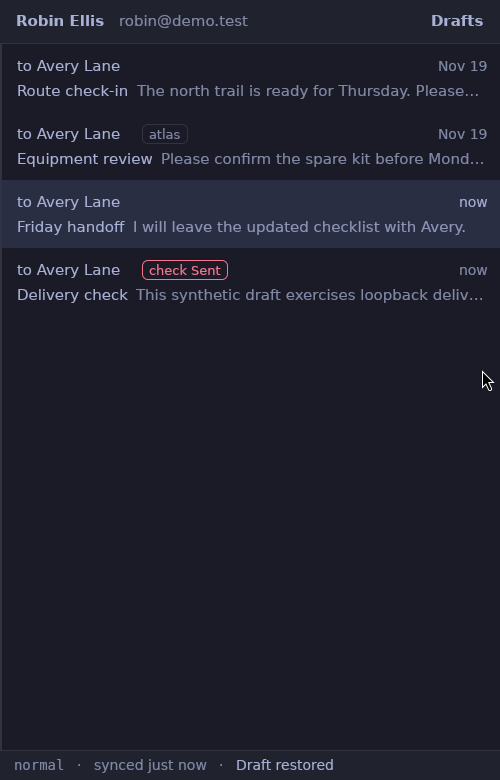 Robin Ellis robin@demo.test Drafts
to Avery Lane Nov 19
Route check-in The north trail is ready for Thursday. Please…
to Avery Lane atlas Nov 19
Equipment review Please confirm the spare kit before Mond…
to Avery Lane now
Friday handoff I will leave the updated checklist with Avery.
to Avery Lane check Sent now
Delivery check This synthetic draft exercises loopback deliv…
normal · synced just now · Draft restored